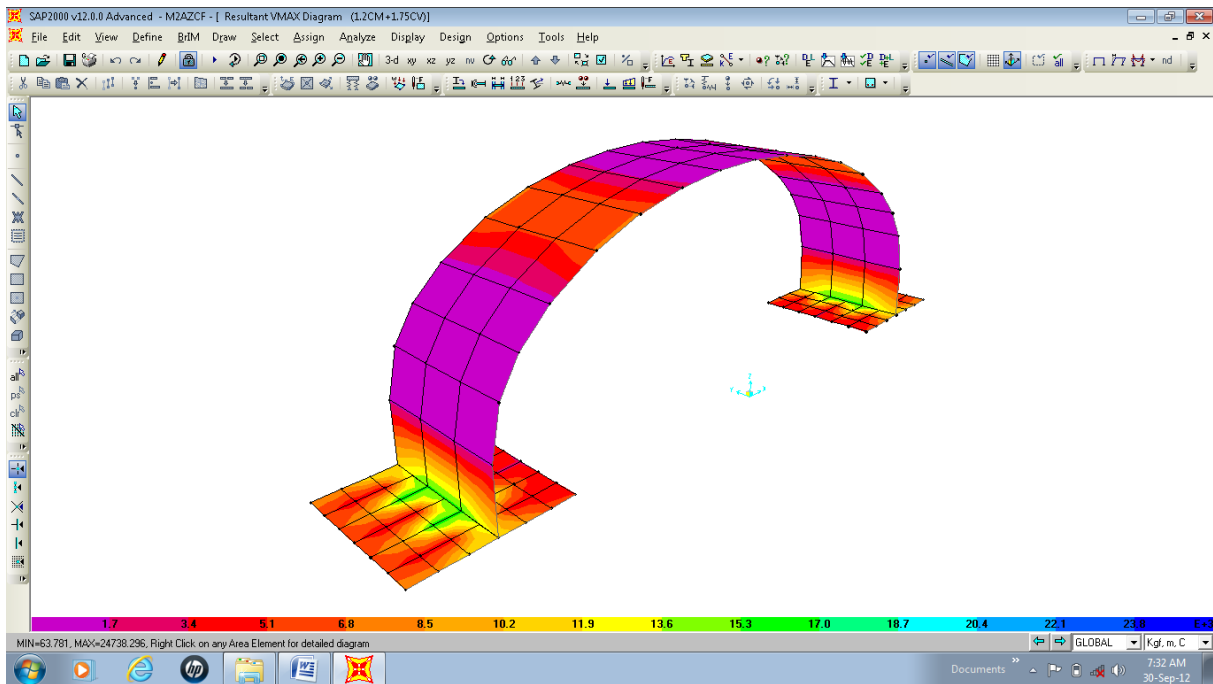 SAP2000 v12.0.0 Advanced - M2AZCF - [ Resultant VMAX Diagram (1.2CM+1.75CV)]
File Edit View Define BrIM Draw Select Assign Analyze Display Design Options Tools Help
3-d xy xz yz nv
nd
all
ps
clr
Z
Y X
1.7 3.4 5.1 6.8 8.5 10.2 11.9 13.6 15.3 17.0 18.7 20.4 22.1 23.8
MIN=63.781, MAX=24738.296, Right Click on any Area Element for detailed diagram
GLOBAL Kgf, m, C
Documents
7:32 AM
30-Sep-12